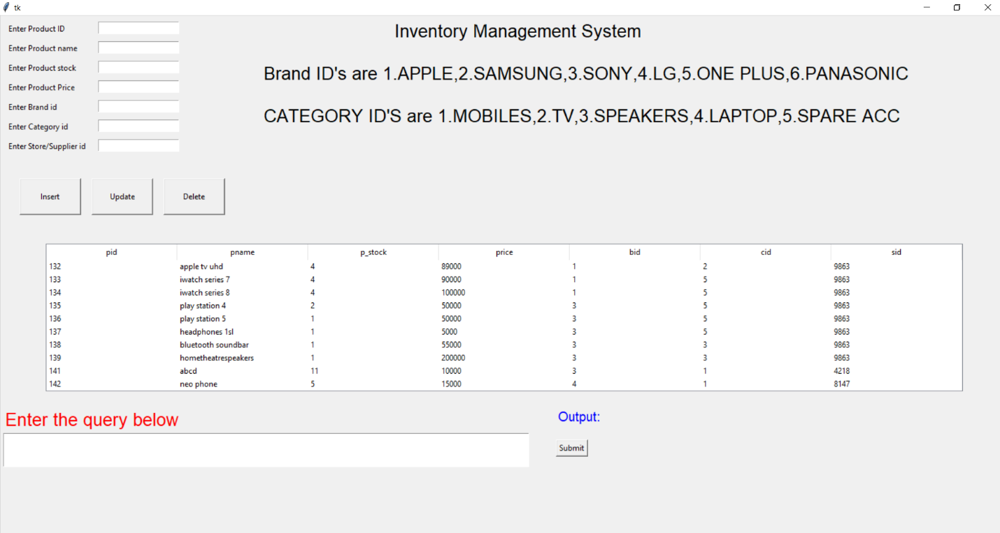 tk
Inventory Management System
Brand ID's are 1.APPLE,2.SAMSUNG,3.SONY,4.LG,5.ONE PLUS,6.PANASONIC
CATEGORY ID'S are 1.MOBILES,2.TV,3.SPEAKERS,4.LAPTOP,5.SPARE ACC
Enter Product ID
Enter Product name
Enter Product stock
Enter Product Price
Enter Brand id
Enter Category id
Enter Store/Supplier id
Insert Update Delete
pid pname p_stock price bid cid sid
132 apple tv uhd 4 89000 1 2 9863
133 iwatch series 7 4 90000 1 5 9863
134 iwatch series 8 4 100000 1 5 9863
135 play station 4 2 50000 3 5 9863
136 play station 5 1 50000 3 5 9863
137 headphones 1sl 1 5000 3 5 9863
138 bluetooth soundbar 1 55000 3 3 9863
139 hometheatrespeakers 1 200000 3 3 9863
141 abcd 11 10000 3 1 4218
142 neo phone 5 15000 4 1 8147
Enter the query below
Output:
Submit